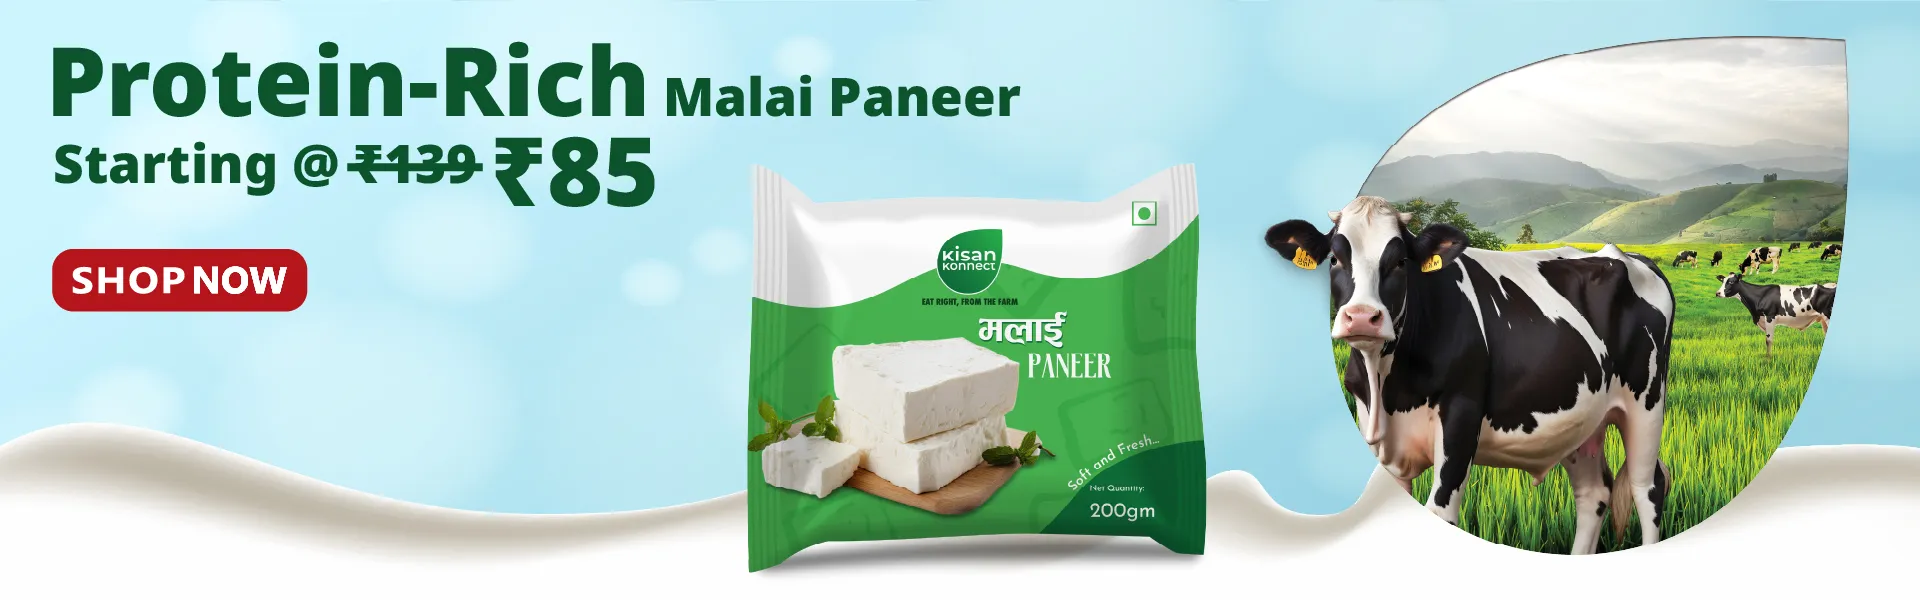 Protein-Rich Malai Paneer
Starting @ ₹139 ₹85
SHOP NOW
Kisan
Konnect
EAT RIGHT, FROM THE FARM
मलाई
PANEER
Soft and Fresh...
Net Quantity:
200gm